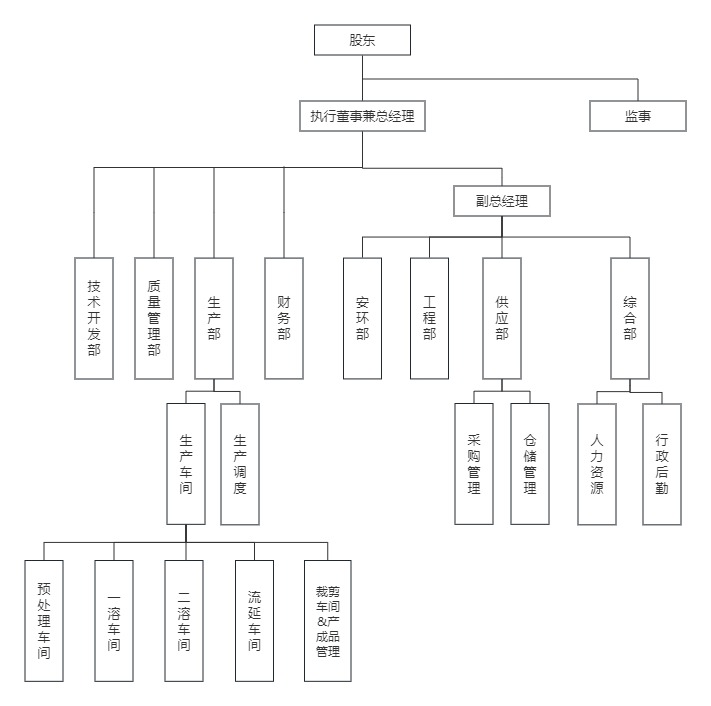 股东
执行董事兼总经理
监事
副总经理
技术开发部
质量管理部
生产部
财务部
安环部
工程部
供应部
综合部
生产车间
生产调度
采购管理
仓储管理
人力资源
行政后勤
预处理车间
一溶车间
二溶车间
流延车间
裁剪
车间
&产
成品
管理